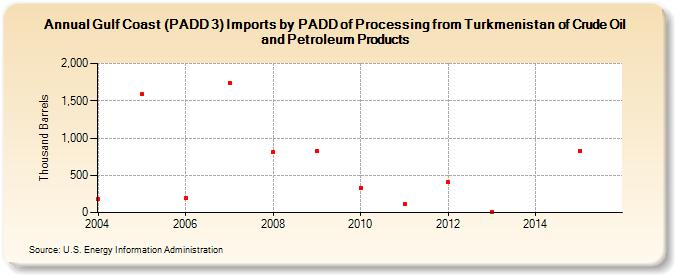 Annual Gulf Coast (PADD 3) Imports by PADD of Processing from Turkmenistan of Crude Oil
and Petroleum Products
Thousand Barrels
2,000
1,500
1,000
500
0
2004
2006
2008
2010
2012
2014
Source: U.S. Energy Information Administration